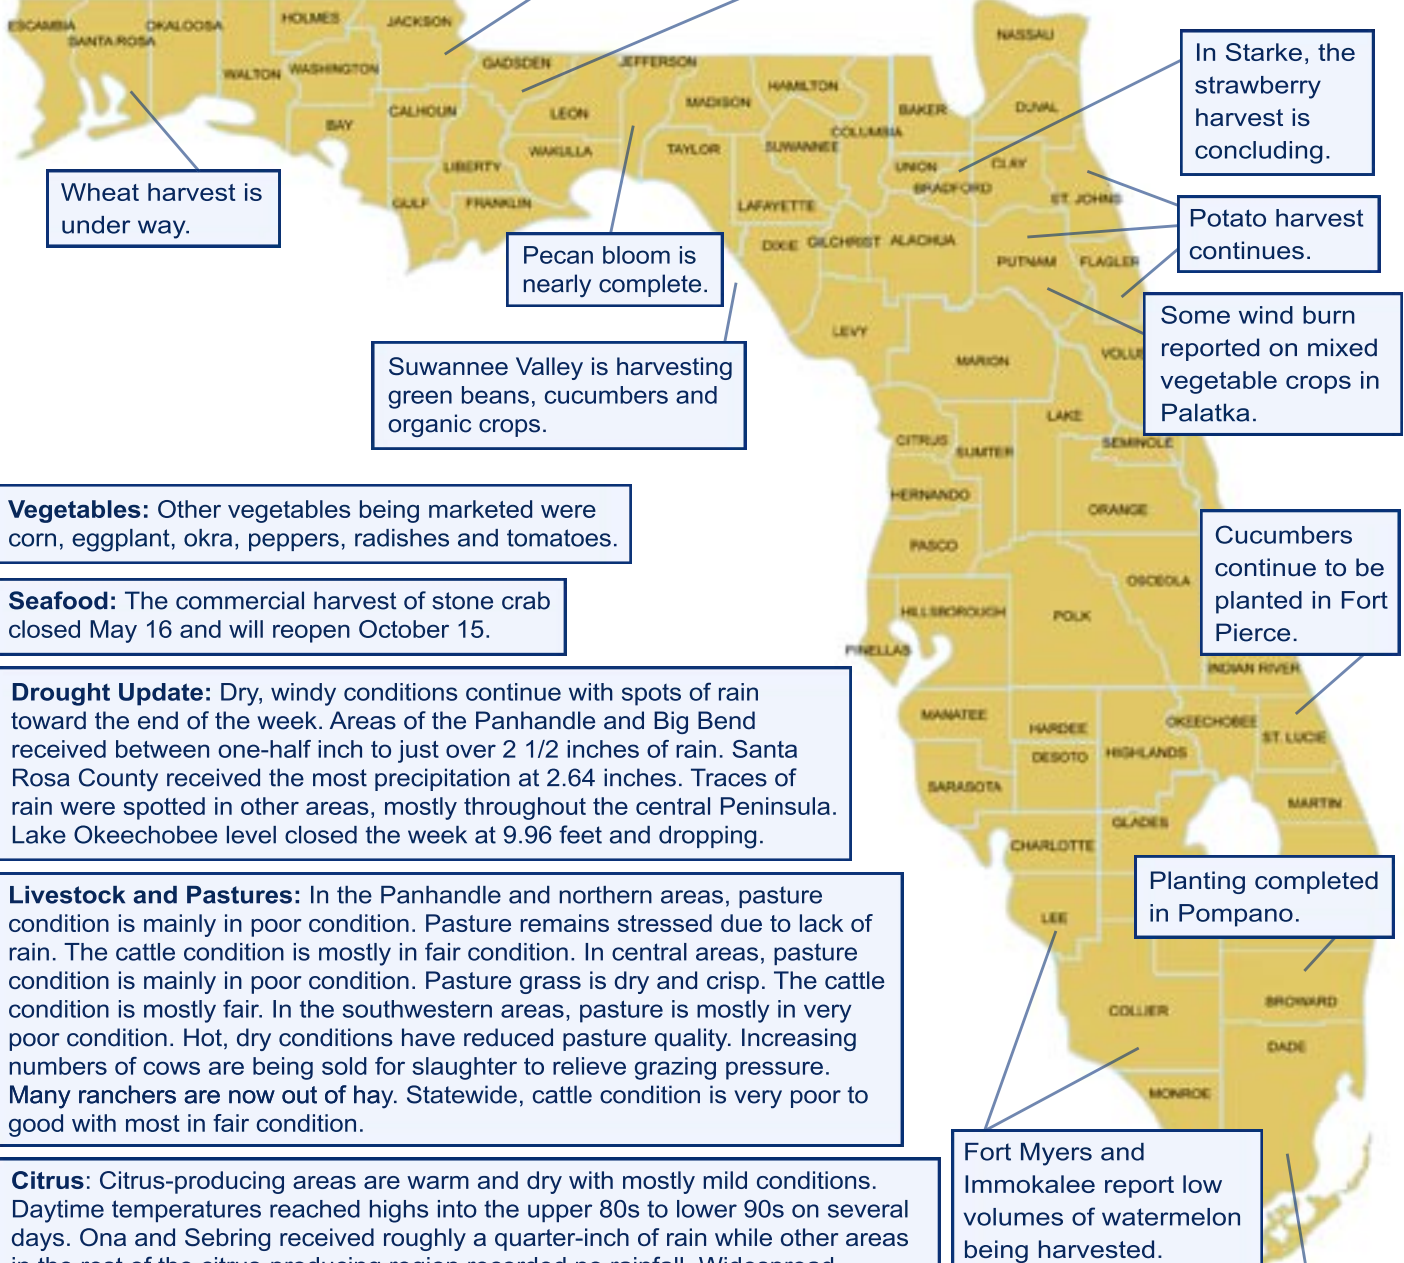 ESCAMBIA
SANTA ROSA
OKALOOSA
HOLMES
JACKSON
WALTON
WASHINGTON
BAY
CALHOUN
GADSDEN
LEON
LIBERTY
WAKULLA
GULF
FRANKLIN
JEFFERSON
MADISON
TAYLOR
HAMILTON
SUWANNEE
COLUMBIA
BAKER
NASSAU
DUVAL
UNION
BRADFORD
CLAY
ST. JOHNS
LAFAYETTE
DIXIE
GILCHRIST
ALACHUA
PUTNAM
FLAGLER
LEVY
MARION
VOLUS
LAKE
CITRUS
SUMTER
SEMINOLE
HERNANDO
ORANGE
PASCO
OSCEOLA
HILLSBOROUGH
POLK
PINELLAS
INDIAN RIVER
MANATEE
HARDEE
OKEECHOBEE
ST. LUCIE
DESOTO
HIGHLANDS
SARASOTA
MARTIN
GLADES
CHARLOTTE
LEE
COLLIER
BROWARD
DADE
MONROE
In Starke, the
strawberry
harvest is
concluding.
Wheat harvest is
under way.
Potato harvest
continues.
Pecan bloom is
nearly complete.
Some wind burn
reported on mixed
vegetable crops in
Palatka.
Suwannee Valley is harvesting
green beans, cucumbers and
organic crops.
Vegetables: Other vegetables being marketed were
corn, eggplant, okra, peppers, radishes and tomatoes.
Cucumbers
continue to be
planted in Fort
Pierce.
Seafood: The commercial harvest of stone crab
closed May 16 and will reopen October 15.
Drought Update: Dry, windy conditions continue with spots of rain
toward the end of the week. Areas of the Panhandle and Big Bend
received between one-half inch to just over 2 1/2 inches of rain. Santa
Rosa County received the most precipitation at 2.64 inches. Traces of
rain were spotted in other areas, mostly throughout the central Peninsula.
Lake Okeechobee level closed the week at 9.96 feet and dropping.
Planting completed
in Pompano.
Livestock and Pastures: In the Panhandle and northern areas, pasture
condition is mainly in poor condition. Pasture remains stressed due to lack of
rain. The cattle condition is mostly in fair condition. In central areas, pasture
condition is mainly in poor condition. Pasture grass is dry and crisp. The cattle
condition is mostly fair. In the southwestern areas, pasture is mostly in very
poor condition. Hot, dry conditions have reduced pasture quality. Increasing
numbers of cows are being sold for slaughter to relieve grazing pressure.
Many ranchers are now out of hay. Statewide, cattle condition is very poor to
good with most in fair condition.
Fort Myers and
Immokalee report low
volumes of watermelon
being harvested.
Citrus: Citrus-producing areas are warm and dry with mostly mild conditions.
Daytime temperatures reached highs into the upper 80s to lower 90s on several
days. Ona and Sebring received roughly a quarter-inch of rain while other areas
in the rest of the citrus-producing region recorded no rainfall. Widespread